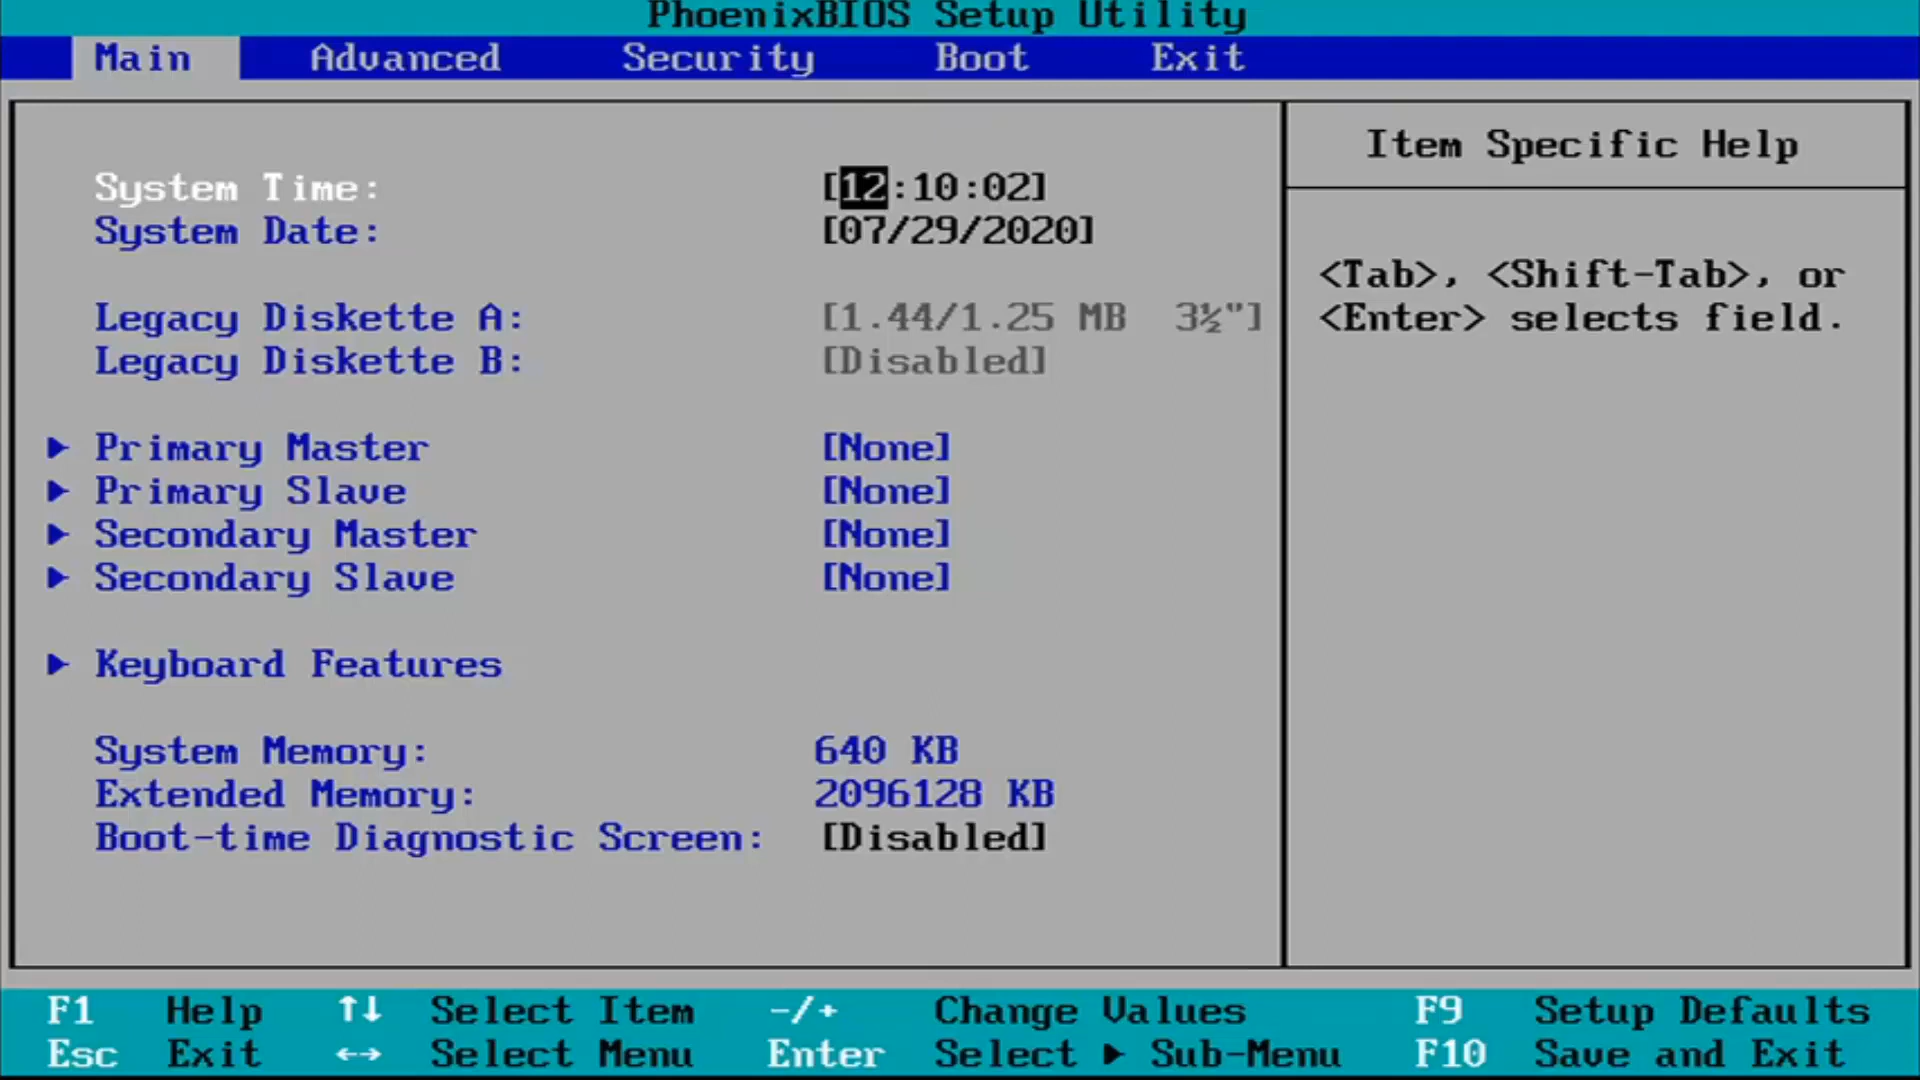 PhoenixBIOS Setup Utility
Main Advanced Security Boot Exit
Item Specific Help
System Time: [12:10:02]
System Date: [07/29/2020]
<Tab>, <Shift-Tab>, or
<Enter> selects field.
Legacy Diskette A: [1.44/1.25 MB 3½"]
Legacy Diskette B: [Disabled]
Primary Master [None]
Primary Slave [None]
Secondary Master [None]
Secondary Slave [None]
Keyboard Features
System Memory: 640 KB
Extended Memory: 2096128 KB
Boot-time Diagnostic Screen: [Disabled]
F1 Help ↑↓ Select Item -/+ Change Values F9 Setup Defaults
Esc Exit ↔ Select Menu Enter Select ▶ Sub-Menu F10 Save and Exit